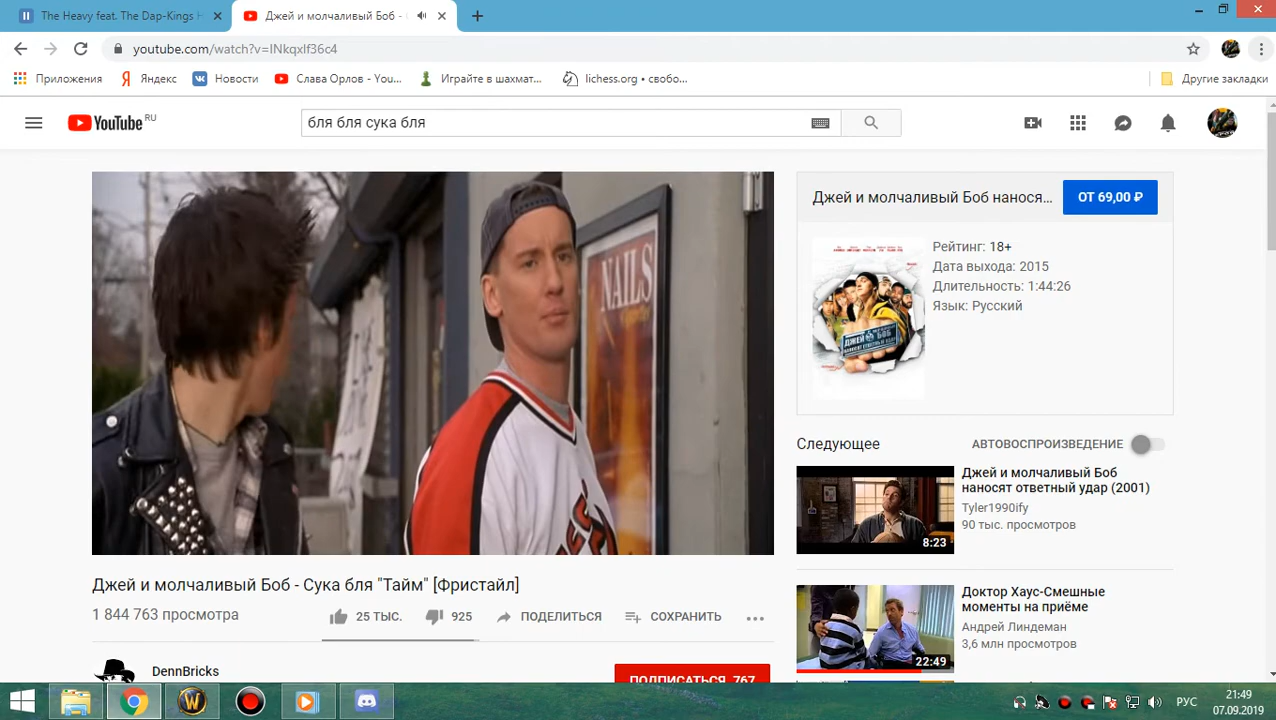 The Heavy feat. The Dap-Kings
Джей и молчаливый Боб -
youtube.com/watch?v=INkqxlf36c4
Приложения
Яндекс
Новости
Слава Орлов - You...
Играйте в шахмат...
lichess.org • свобо...
Другие закладки
YouTube RU
бля бля сука бля
Джей и молчаливый Боб нанося...
ОТ 69,00 ₽
Рейтинг: 18+
Дата выхода: 2015
Длительность: 1:44:26
Язык: Русский
ДЖЕЙ И БОБ
NAILS
Следующее
АВТОВОСПРОИЗВЕДЕНИЕ
Джей и молчаливый Боб
наносят ответный удар (2001)
Tyler1990ify
90 тыс. просмотров
8:23
Джей и молчаливый Боб - Сука бля "Тайм" [Фристайл]
1 844 763 просмотра
25 ТЫС.
925
ПОДЕЛИТЬСЯ
СОХРАНИТЬ
Доктор Хаус-Смешные
моменты на приёме
Андрей Линдеман
3,6 млн просмотров
22:49
DennBricks
ПОДПИСАТЬСЯ 767
РУС
21:49
07.09.2019